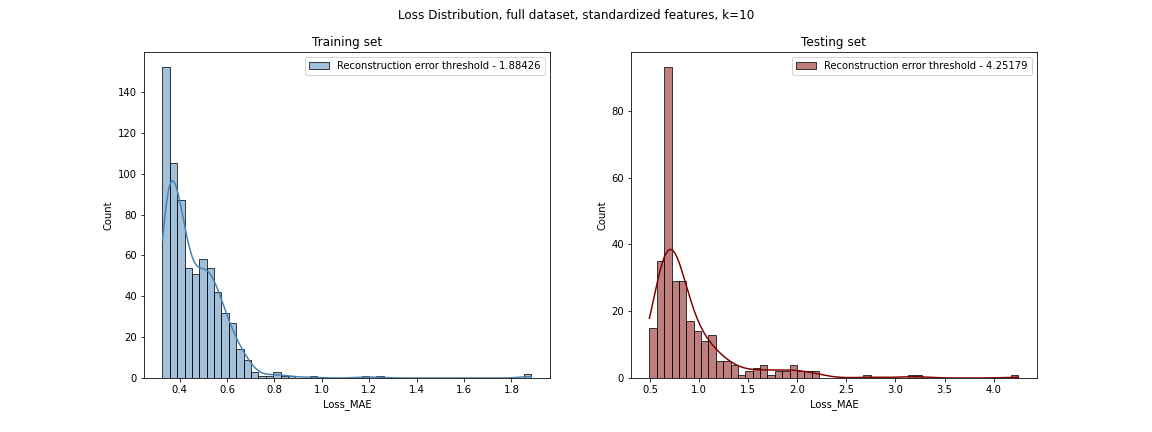 Loss Distribution, full dataset, standardized features, k=10
Training set
Reconstruction error threshold - 1.88426
140
120
100
80
60
40
20
0
Count
0.4 0.6 0.8 1.0 1.2 1.4 1.6 1.8
Loss_MAE
Testing set
Reconstruction error threshold - 4.25179
80
60
40
20
0
Count
0.5 1.0 1.5 2.0 2.5 3.0 3.5 4.0
Loss_MAE